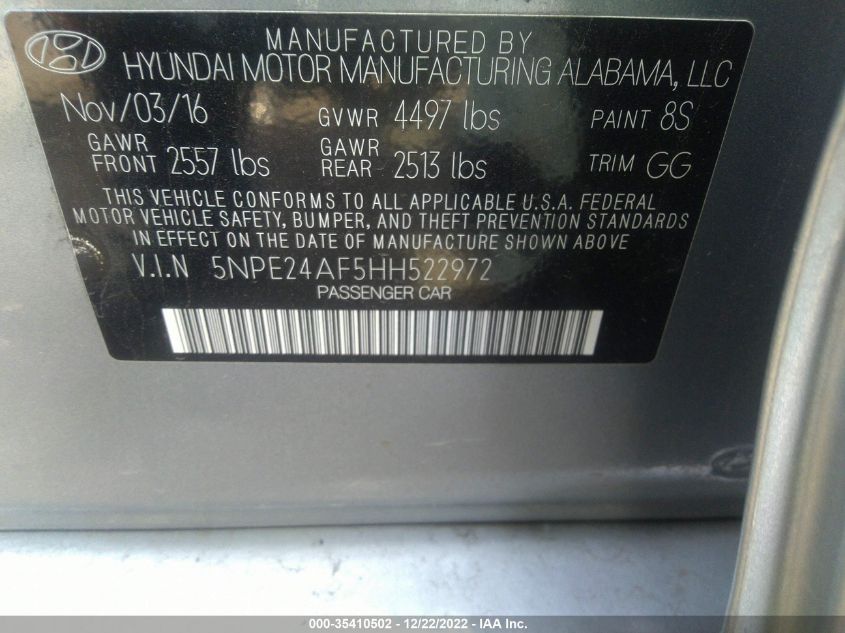 MANUFACTURED BY
HYUNDAI MOTOR MANUFACTURING ALABAMA, LLC
Nov/03/16 GVWR 4497 lbs PAINT 8S
GAWR FRONT 2557 lbs GAWR REAR 2513 lbs TRIM GG
THIS VEHICLE CONFORMS TO ALL APPLICABLE U.S.A. FEDERAL
MOTOR VEHICLE SAFETY, BUMPER, AND THEFT PREVENTION STANDARDS
IN EFFECT ON THE DATE OF MANUFACTURE SHOWN ABOVE
V.I.N 5NPE24AF5HH522972
PASSENGER CAR
000-35410502 - 12/22/2022 - IAA Inc.